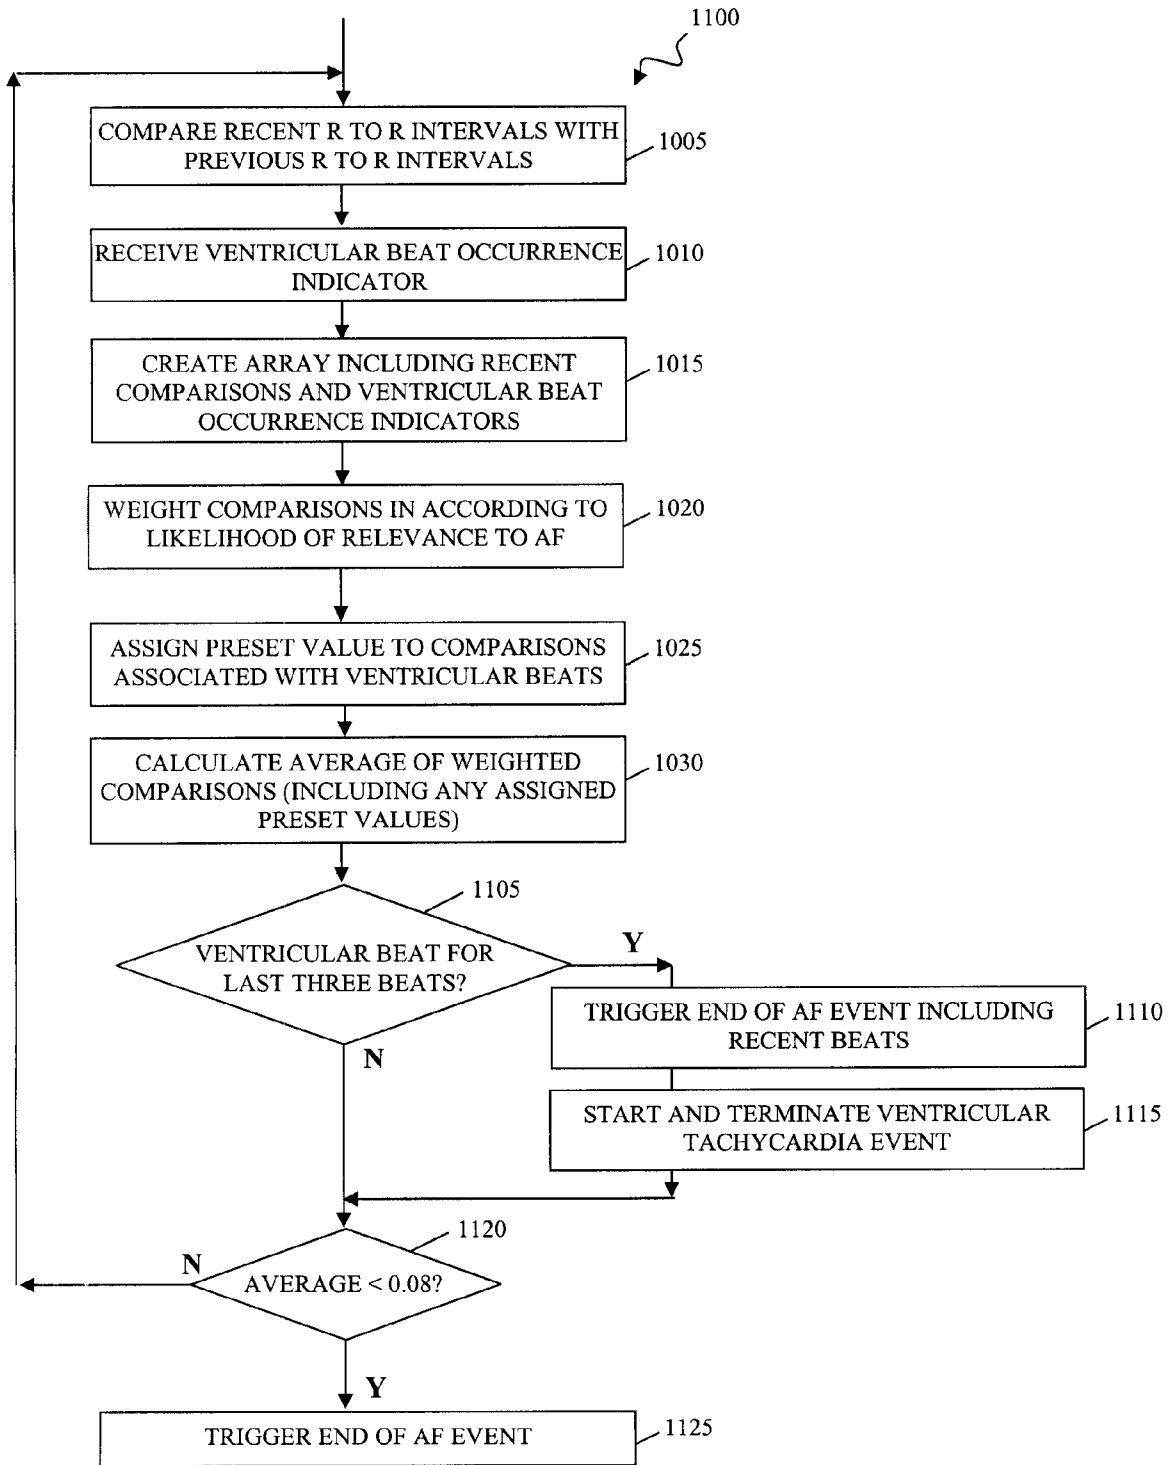 1100
COMPARE RECENT R TO R INTERVALS WITH
PREVIOUS R TO R INTERVALS
1005
RECEIVE VENTRICULAR BEAT OCCURRENCE
INDICATOR
1010
CREATE ARRAY INCLUDING RECENT
COMPARISONS AND VENTRICULAR BEAT
OCCURRENCE INDICATORS
1015
WEIGHT COMPARISONS IN ACCORDING TO
LIKELIHOOD OF RELEVANCE TO AF
1020
ASSIGN PRESET VALUE TO COMPARISONS
ASSOCIATED WITH VENTRICULAR BEATS
1025
CALCULATE AVERAGE OF WEIGHTED
COMPARISONS (INCLUDING ANY ASSIGNED
PRESET VALUES)
1030
1105
VENTRICULAR BEAT FOR
LAST THREE BEATS?
Y
N
TRIGGER END OF AF EVENT INCLUDING
RECENT BEATS
1110
START AND TERMINATE VENTRICULAR
TACHYCARDIA EVENT
1115
1120
N
AVERAGE < 0.08?
Y
TRIGGER END OF AF EVENT
1125